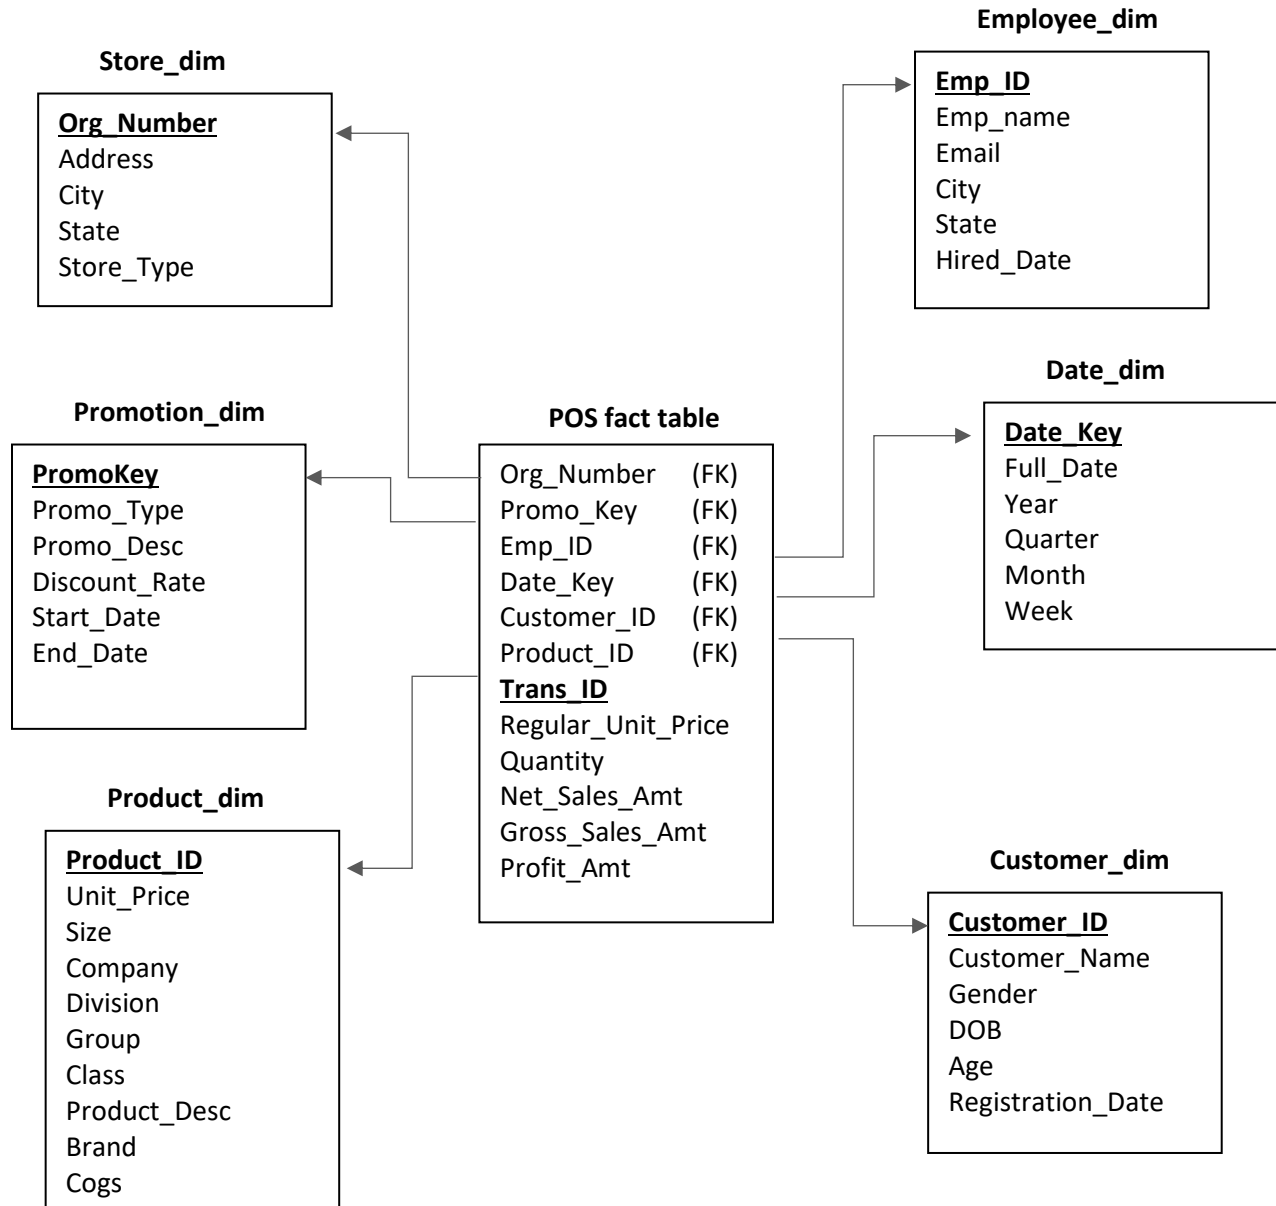 Employee_dim
Emp_ID
Emp_name
Email
City
State
Hired_Date
Store_dim
Org_Number
Address
City
State
Store_Type
Date_dim
Date_Key
Full_Date
Year
Quarter
Month
Week
Promotion_dim
PromoKey
Promo_Type
Promo_Desc
Discount_Rate
Start_Date
End_Date
POS fact table
Org_Number (FK)
Promo_Key (FK)
Emp_ID (FK)
Date_Key (FK)
Customer_ID (FK)
Product_ID (FK)
Trans_ID
Regular_Unit_Price
Quantity
Net_Sales_Amt
Gross_Sales_Amt
Profit_Amt
Product_dim
Product_ID
Unit_Price
Size
Company
Division
Group
Class
Product_Desc
Brand
Cogs
Customer_dim
Customer_ID
Customer_Name
Gender
DOB
Age
Registration_Date